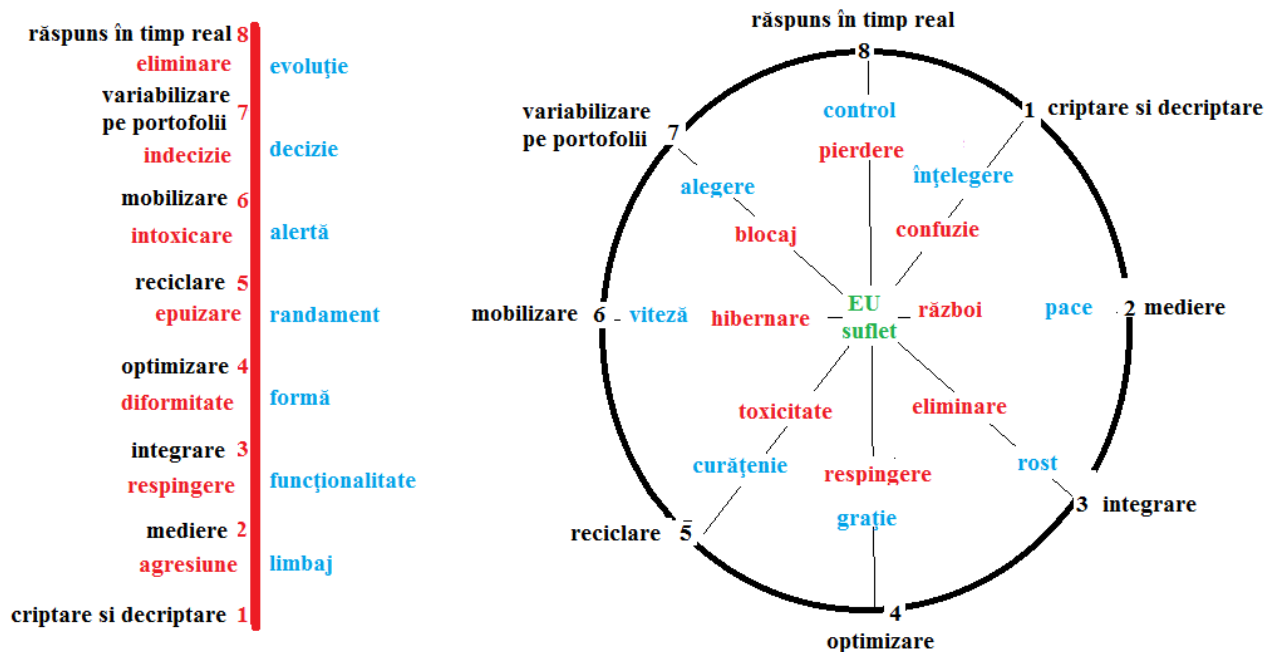 răspuns în timp real 8
eliminare
evoluţie
variabilizare
pe portofolii
7
indecizie
decizie
mobilizare 6
intoxicare
alertă
reciclare 5
epuizare
randament
optimizare 4
diformitate
formă
integrare 3
respingere
funcţionalitate
mediere 2
agresiune
limbaj
criptare si decriptare 1
răspuns în timp real
8
control
pierdere
1 criptare si decriptare
înţelegere
confuzie
variabilizare
pe portofolii
7
alegere
blocaj
mobilizare 6 viteză hibernare
EU
suflet
război pace 2 mediere
toxicitate
curăţenie
reciclare 5
respingere
graţie
4
optimizare
eliminare
rost
3 integrare